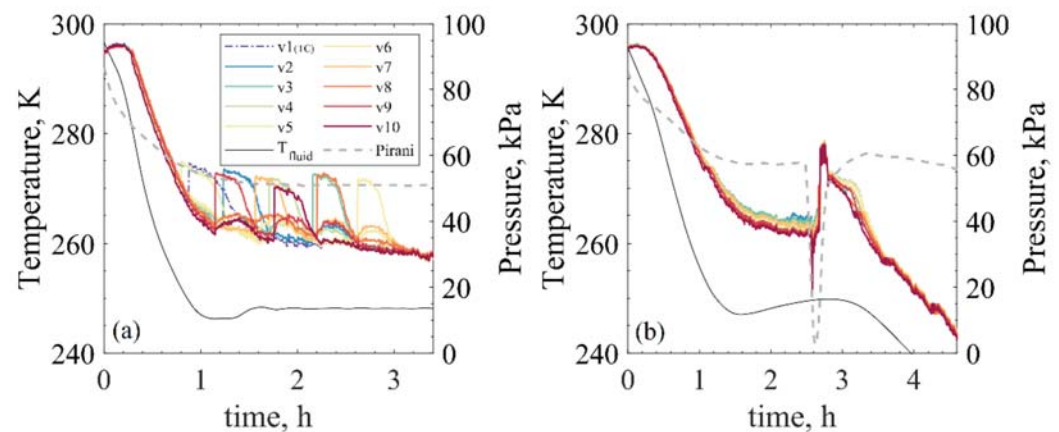 300
280
260
240
Temperature, K
0
1
2
3
time, h
100
80
60
40
20
0
Pressure, kPa
(a)
v1(1C)
v2
v3
v4
v5
Tfluid
v6
v7
v8
v9
v10
Pirani
300
280
260
240
Temperature, K
0
1
2
3
4
time, h
100
80
60
40
20
0
Pressure, kPa
(b)